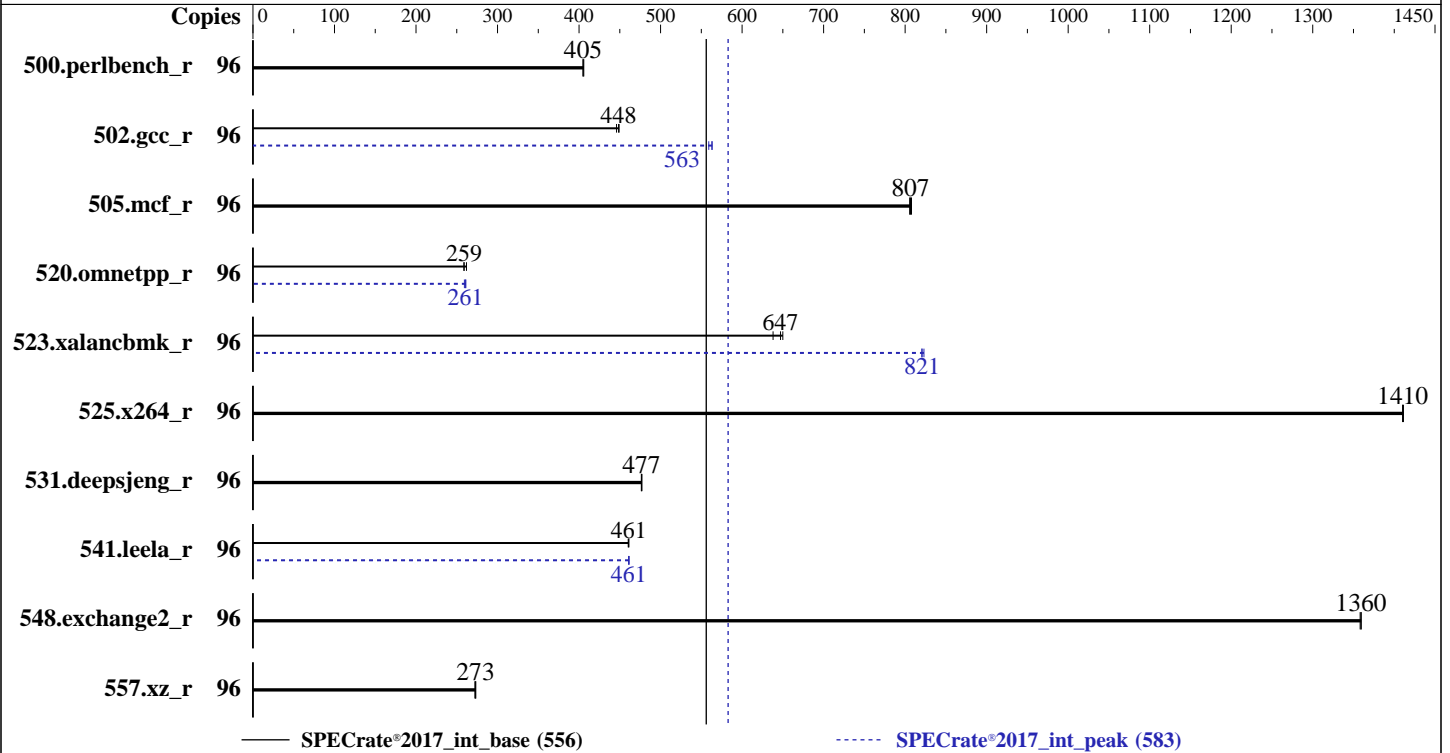 Copies 0 100 200 300 400 500 600 700 800 900 1000 1100 1200 1300 1450
500.perlbench_r 96 405
502.gcc_r 96 448
563
505.mcf_r 96 807
520.omnetpp_r 96 259
261
523.xalancbmk_r 96 647
821
525.x264_r 96 1410
531.deepsjeng_r 96 477
541.leela_r 96 461
461
548.exchange2_r 96 1360
557.xz_r 96 273
SPECrate®2017_int_base (556) SPECrate®2017_int_peak (583)